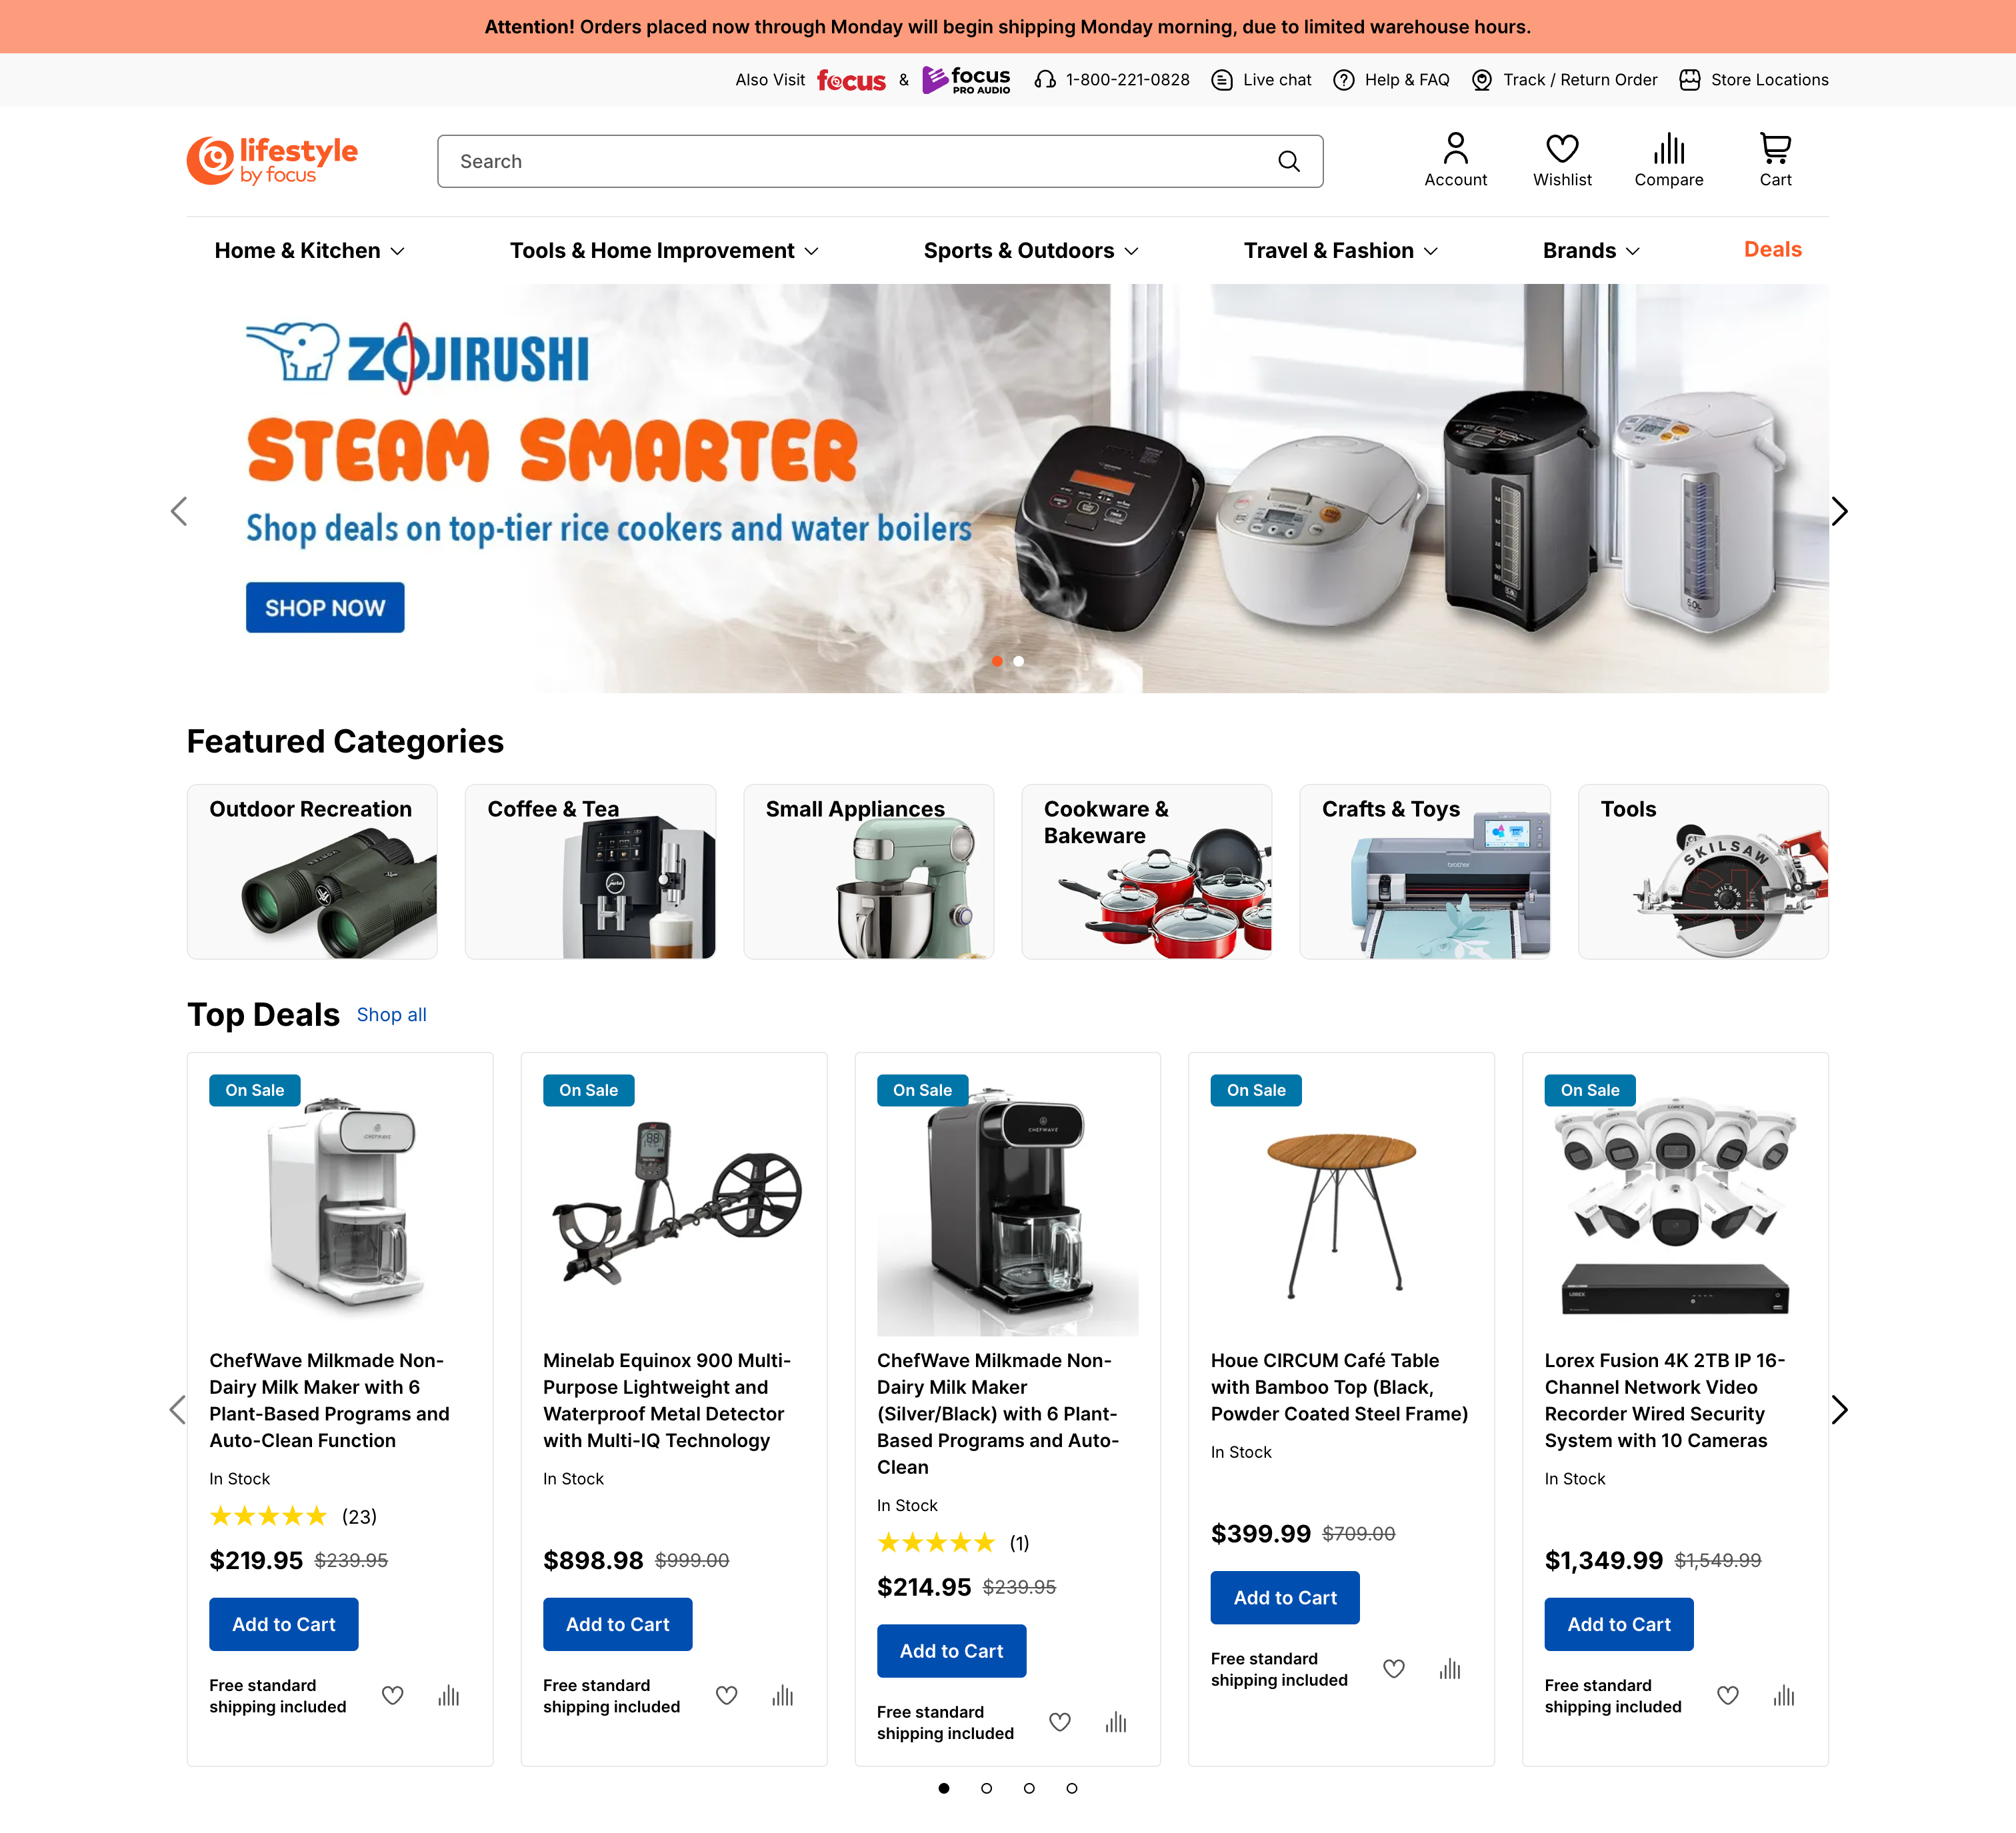 Attention! Orders placed now through Monday will begin shipping Monday morning, due to limited warehouse hours.
Also Visit focus & focus PRO AUDIO 1-800-221-0828 Live chat Help & FAQ Track / Return Order Store Locations
lifestyle
by focus
Search
Account Wishlist Compare Cart
Home & Kitchen Tools & Home Improvement Sports & Outdoors Travel & Fashion Brands Deals
ZOJIRUSHI
STEAM SMARTER
Shop deals on top-tier rice cookers and water boilers
SHOP NOW
5.0L
Featured Categories
Outdoor Recreation
Coffee & Tea
jura
Small Appliances
Cookware &
Bakeware
Crafts & Toys
brother
Tools
SKILSAW
Top Deals Shop all
On Sale
CHEFWAVE
ChefWave Milkmade Non-
Dairy Milk Maker with 6
Plant-Based Programs and
Auto-Clean Function
In Stock
(23)
$219.95 $239.95
Add to Cart
Free standard
shipping included
On Sale
88
Minelab Equinox 900 Multi-
Purpose Lightweight and
Waterproof Metal Detector
with Multi-IQ Technology
In Stock
$898.98 $999.00
Add to Cart
Free standard
shipping included
On Sale
CHEFWAVE
ChefWave Milkmade Non-
Dairy Milk Maker
(Silver/Black) with 6 Plant-
Based Programs and Auto-
Clean
In Stock
(1)
$214.95 $239.95
Add to Cart
Free standard
shipping included
On Sale
Houe CIRCUM Café Table
with Bamboo Top (Black,
Powder Coated Steel Frame)
In Stock
$399.99 $709.00
Add to Cart
Free standard
shipping included
On Sale
LOREX
LOREX
Lorex Fusion 4K 2TB IP 16-
Channel Network Video
Recorder Wired Security
System with 10 Cameras
In Stock
$1,349.99 $1,549.99
Add to Cart
Free standard
shipping included